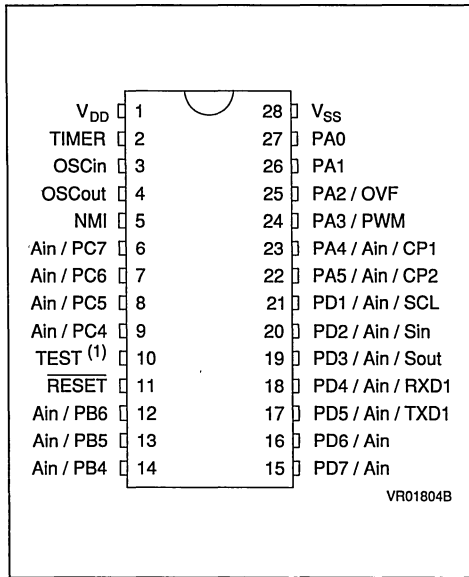 V_DD 1 28 V_SS
TIMER 2 27 PA0
OSCin 3 26 PA1
OSCout 4 25 PA2 / OVF
NMI 5 24 PA3 / PWM
Ain / PC7 6 23 PA4 / Ain / CP1
Ain / PC6 7 22 PA5 / Ain / CP2
Ain / PC5 8 21 PD1 / Ain / SCL
Ain / PC4 9 20 PD2 / Ain / Sin
TEST (1) 10 19 PD3 / Ain / Sout
RESET 11 18 PD4 / Ain / RXD1
Ain / PB6 12 17 PD5 / Ain / TXD1
Ain / PB5 13 16 PD6 / Ain
Ain / PB4 14 15 PD7 / Ain
VR01804B